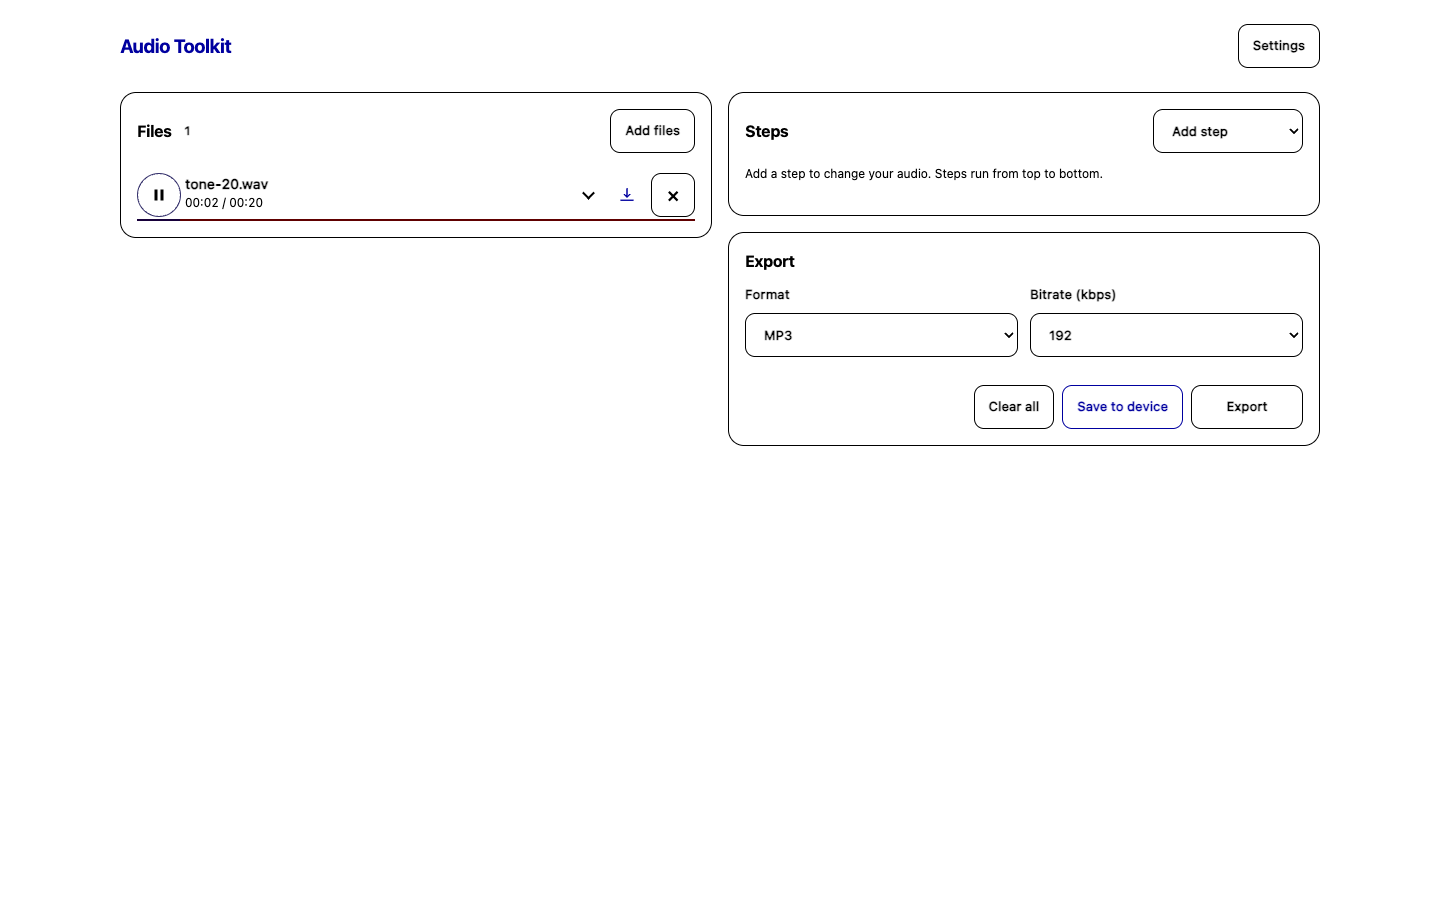 Audio Toolkit
Settings
Files 1
Add files
tone-20.wav
00:02 / 00:20
Steps
Add step
Add a step to change your audio. Steps run from top to bottom.
Export
Format
Bitrate (kbps)
MP3
192
Clear all
Save to device
Export